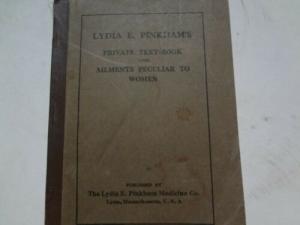 LYDIA E. PINKHAM'S
PRIVATE TEXT-BOOK
AILMENTS PECULIAR TO
WOMEN
PUBLISHED BY
The Lydia E. Pinkham Medicine Co.
Lynn, Massachusetts, U. S. A.